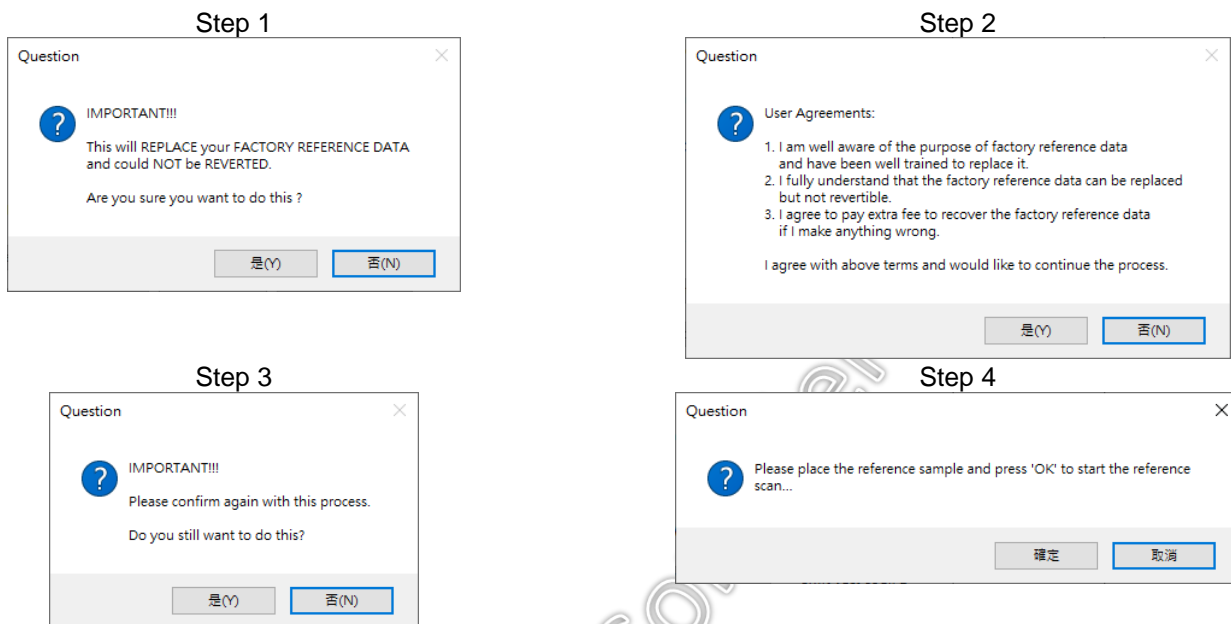 Step 1
Question
IMPORTANT!!!
This will REPLACE your FACTORY REFERENCE DATA
and could NOT be REVERTED.
Are you sure you want to do this ?
是(Y)
否(N)
Step 2
Question
User Agreements:
1. I am well aware of the purpose of factory reference data
and have been well trained to replace it.
2. I fully understand that the factory reference data can be replaced
but not revertible.
3. I agree to pay extra fee to recover the factory reference data
if I make anything wrong.
I agree with above terms and would like to continue the process.
是(Y)
否(N)
Step 3
Question
IMPORTANT!!!
Please confirm again with this process.
Do you still want to do this?
是(Y)
否(N)
Step 4
Question
Please place the reference sample and press 'OK' to start the reference
scan...
確定
取消